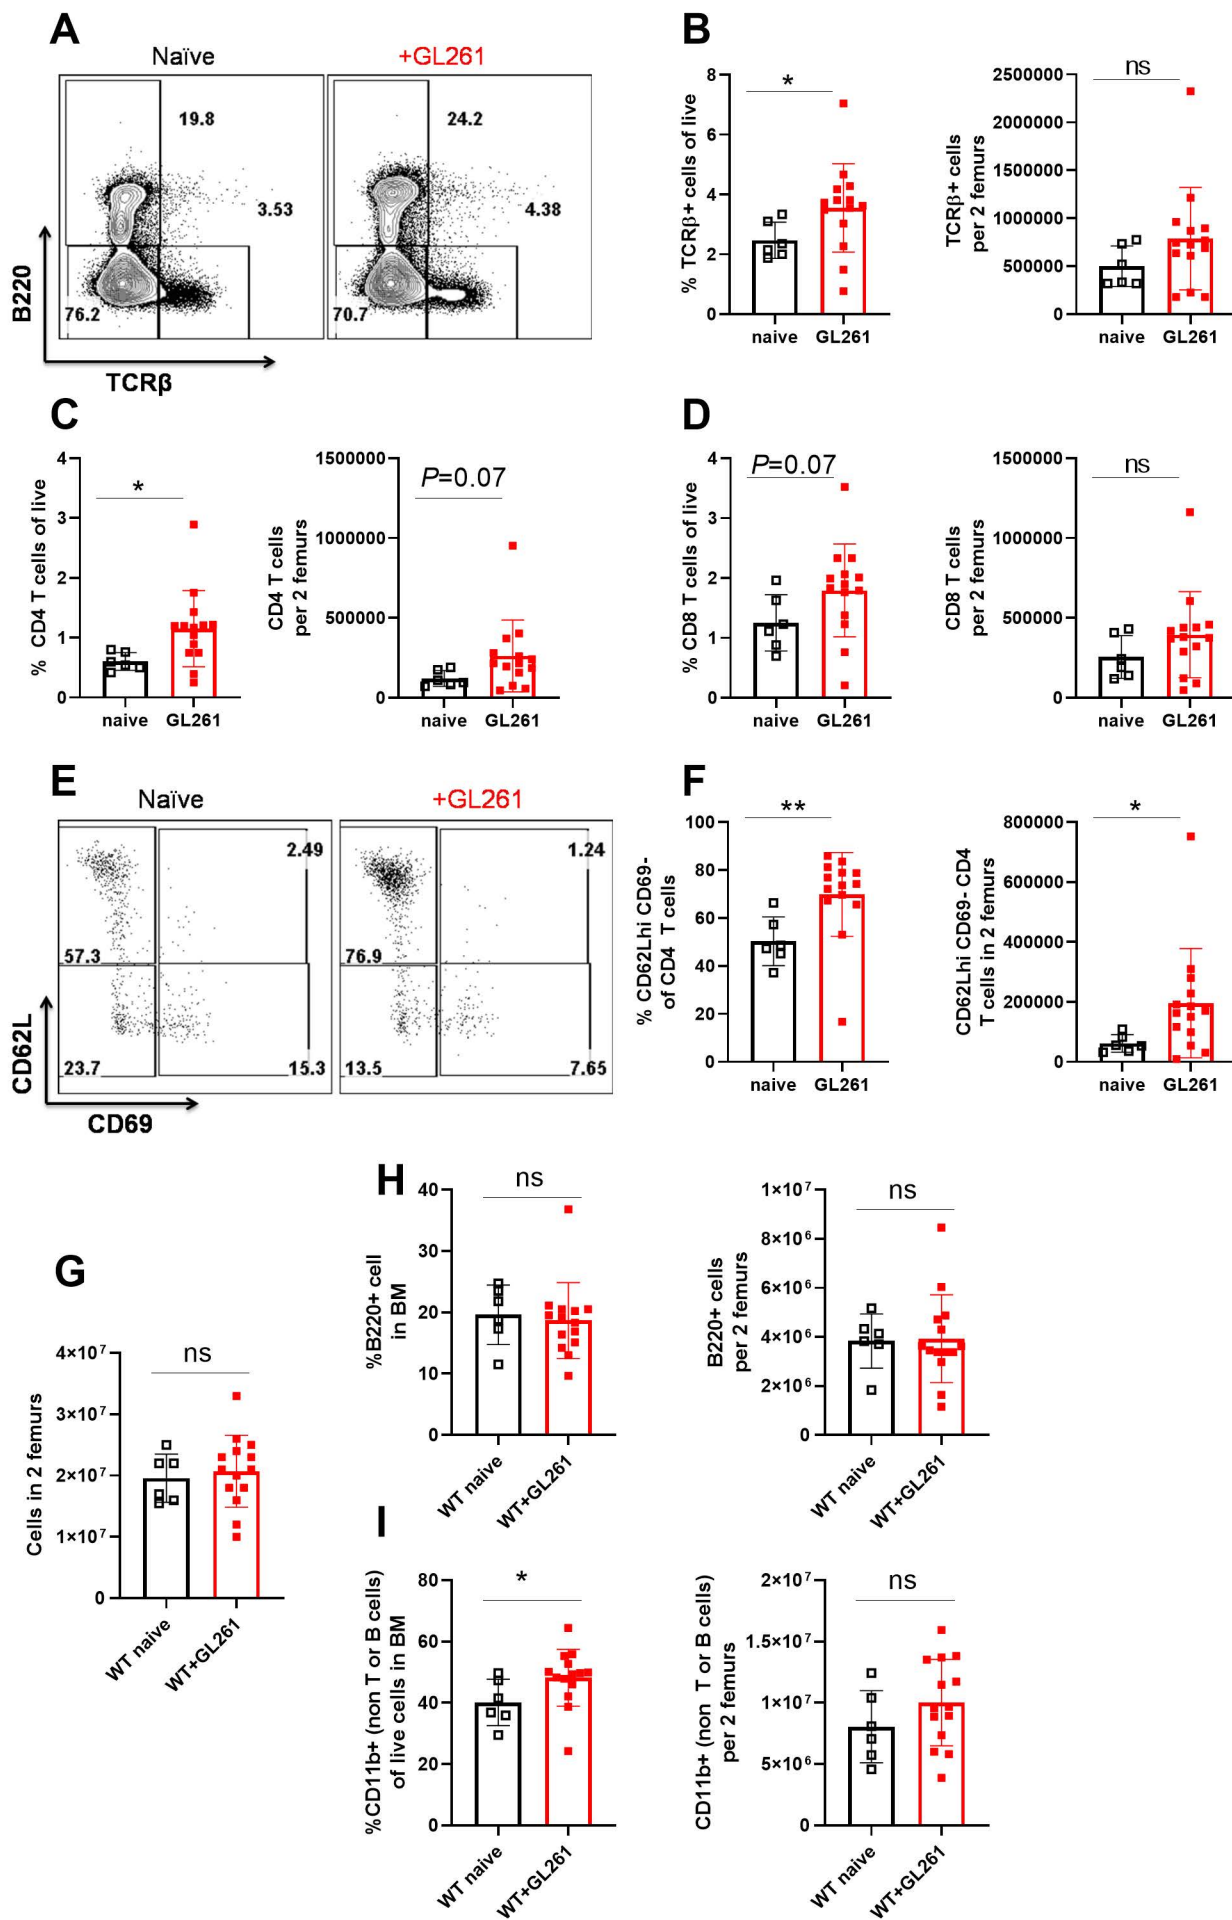 A
Naïve
+GL261
19.8
3.53
76.2
24.2
4.38
70.7
B220
TCRβ
B
% TCRβ+ cells of live
8
6
4
2
0
*
naive
GL261
TCRβ+ cells
per 2 femurs
2500000
2000000
1500000
1000000
500000
0
ns
naive
GL261
C
% CD4 T cells of live
4
3
2
1
0
*
naive
GL261
CD4 T cells
per 2 femurs
1500000
1000000
500000
0
P=0.07
naive
GL261
D
% CD8 T cells of live
4
3
2
1
0
P=0.07
naive
GL261
CD8 T cells
per 2 femurs
1500000
1000000
500000
0
ns
naive
GL261
E
Naïve
+GL261
2.49
57.3
23.7
15.3
1.24
76.9
13.5
7.65
CD62L
CD69
F
% CD62Lhi CD69-
of CD4 T cells
100
80
60
40
20
0
**
naive
GL261
CD62Lhi CD69- CD4
T cells in 2 femurs
800000
600000
400000
200000
0
*
naive
GL261
G
Cells in 2 femurs
4×10⁷
3×10⁷
2×10⁷
1×10⁷
0
ns
WT naive
WT+GL261
H
%B220+ cell
in BM
40
30
20
10
0
ns
WT naive
WT+GL261
B220+ cells
per 2 femurs
1×10⁷
8×10⁶
6×10⁶
4×10⁶
2×10⁶
0
ns
WT naive
WT+GL261
I
%CD11b+ (non T or B cells)
of live cells in BM
80
60
40
20
0
*
WT naive
WT+GL261
CD11b+ (non T or B cells)
per 2 femurs
2×10⁷
1.5×10⁷
1×10⁷
5×10⁶
0
ns
WT naive
WT+GL261